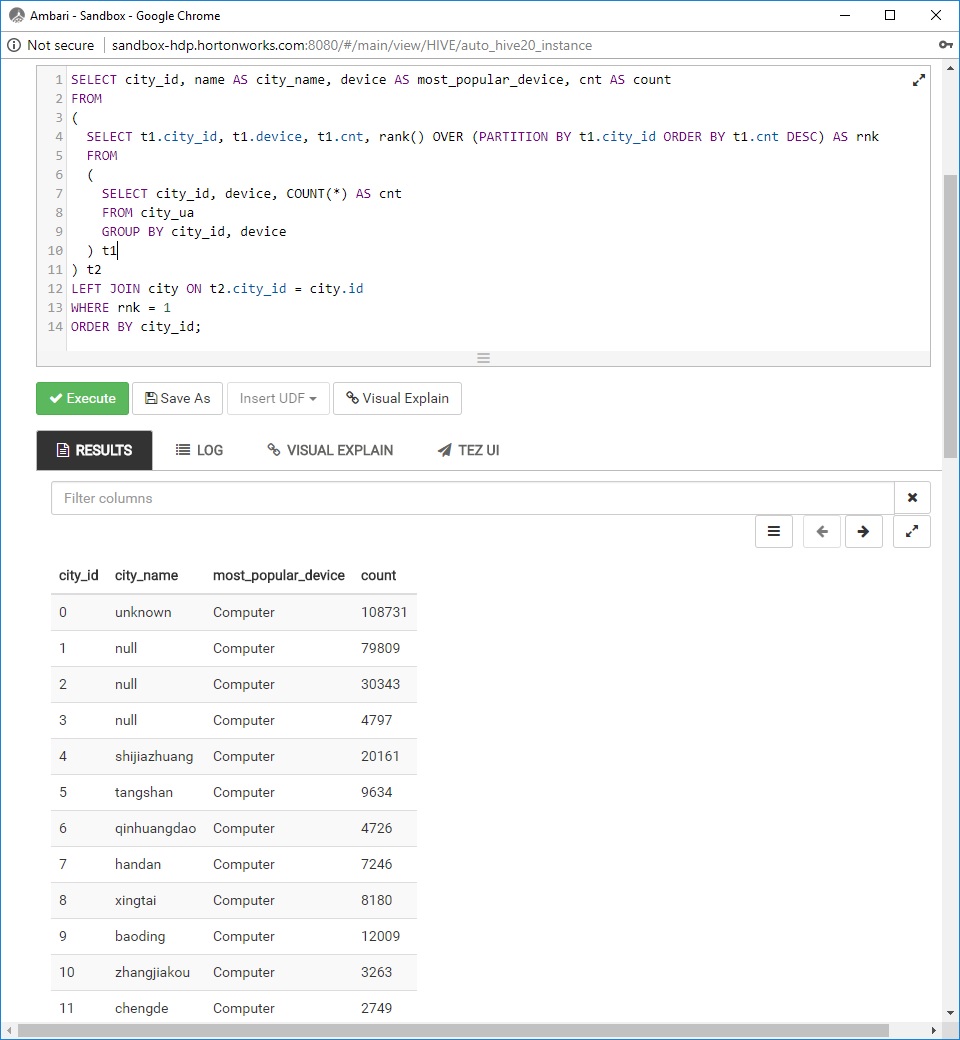 Ambari - Sandbox - Google Chrome
Not secure sandbox-hdp.hortonworks.com:8080/#/main/view/HIVE/auto_hive20_instance
1 SELECT city_id, name AS city_name, device AS most_popular_device, cnt AS count
2 FROM
3 (
4 SELECT t1.city_id, t1.device, t1.cnt, rank() OVER (PARTITION BY t1.city_id ORDER BY t1.cnt DESC) AS rnk
5 FROM
6 (
7 SELECT city_id, device, COUNT(*) AS cnt
8 FROM city_ua
9 GROUP BY city_id, device
10 ) t1
11 ) t2
12 LEFT JOIN city ON t2.city_id = city.id
13 WHERE rnk = 1
14 ORDER BY city_id;
Execute Save As Insert UDF Visual Explain
RESULTS LOG VISUAL EXPLAIN TEZ UI
Filter columns
city_id city_name most_popular_device count
0 unknown Computer 108731
1 null Computer 79809
2 null Computer 30343
3 null Computer 4797
4 shijiazhuang Computer 20161
5 tangshan Computer 9634
6 qinhuangdao Computer 4726
7 handan Computer 7246
8 xingtai Computer 8180
9 baoding Computer 12009
10 zhangjiakou Computer 3263
11 chengde Computer 2749